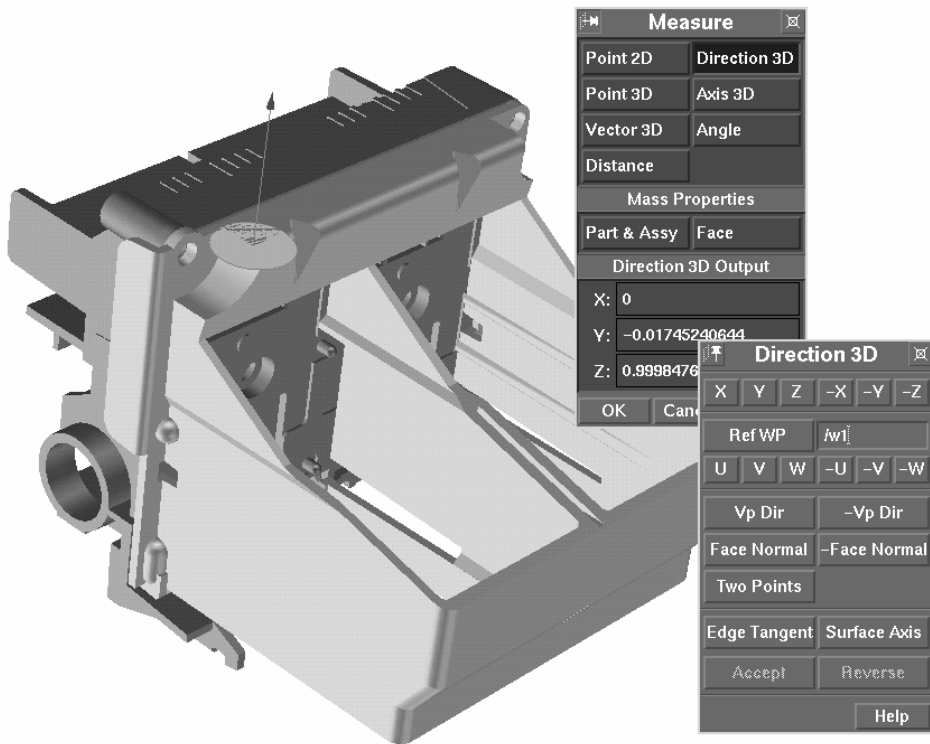 Measure
Point 2D Direction 3D
Point 3D Axis 3D
Vector 3D Angle
Distance
Mass Properties
Part & Assy Face
Direction 3D Output
X: 0
Y: −0.01745240644
Z: 0.9998476
OK
Direction 3D
X Y Z −X −Y −Z
Ref WP /w1
U V W −U −V −W
Vp Dir −Vp Dir
Face Normal −Face Normal
Two Points
Edge Tangent Surface Axis
Accept Reverse
Help